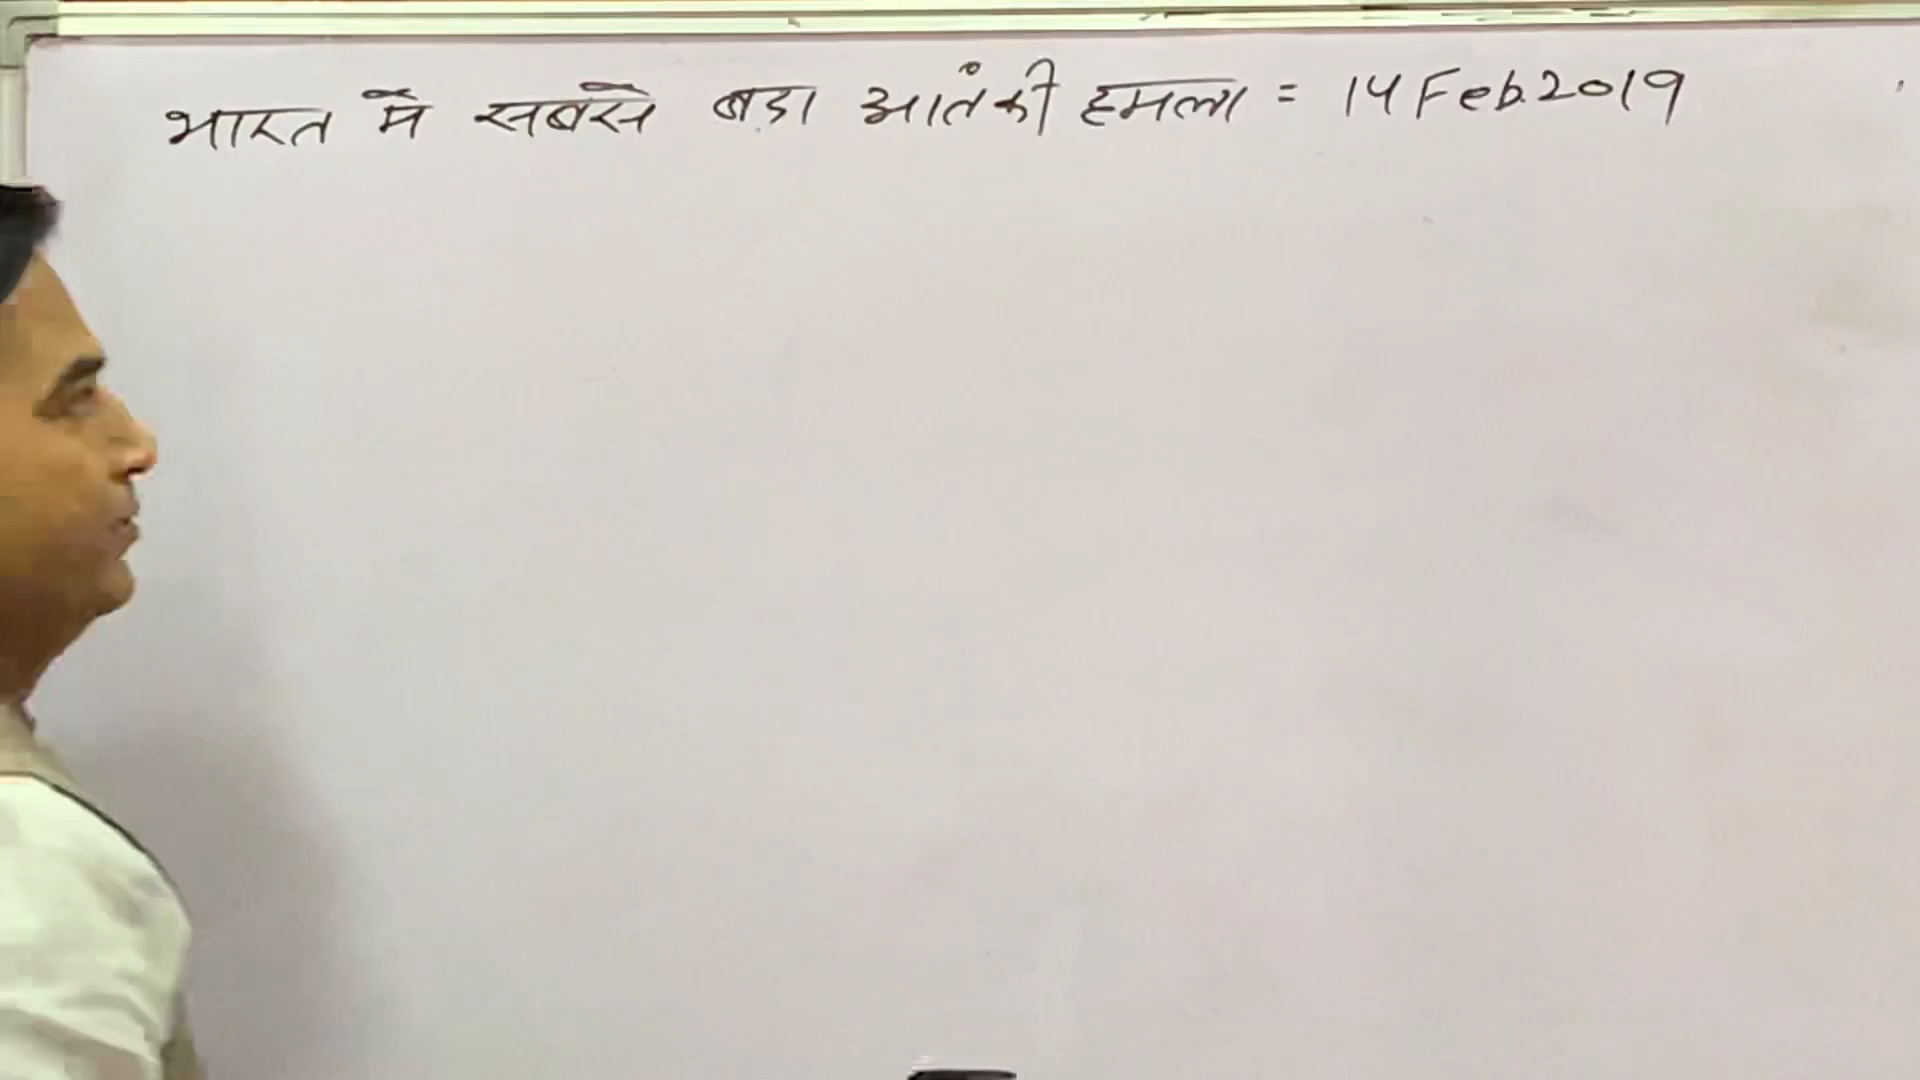 भारत में सबसे बड़ा आतंकी हमला = 14 Feb.2019